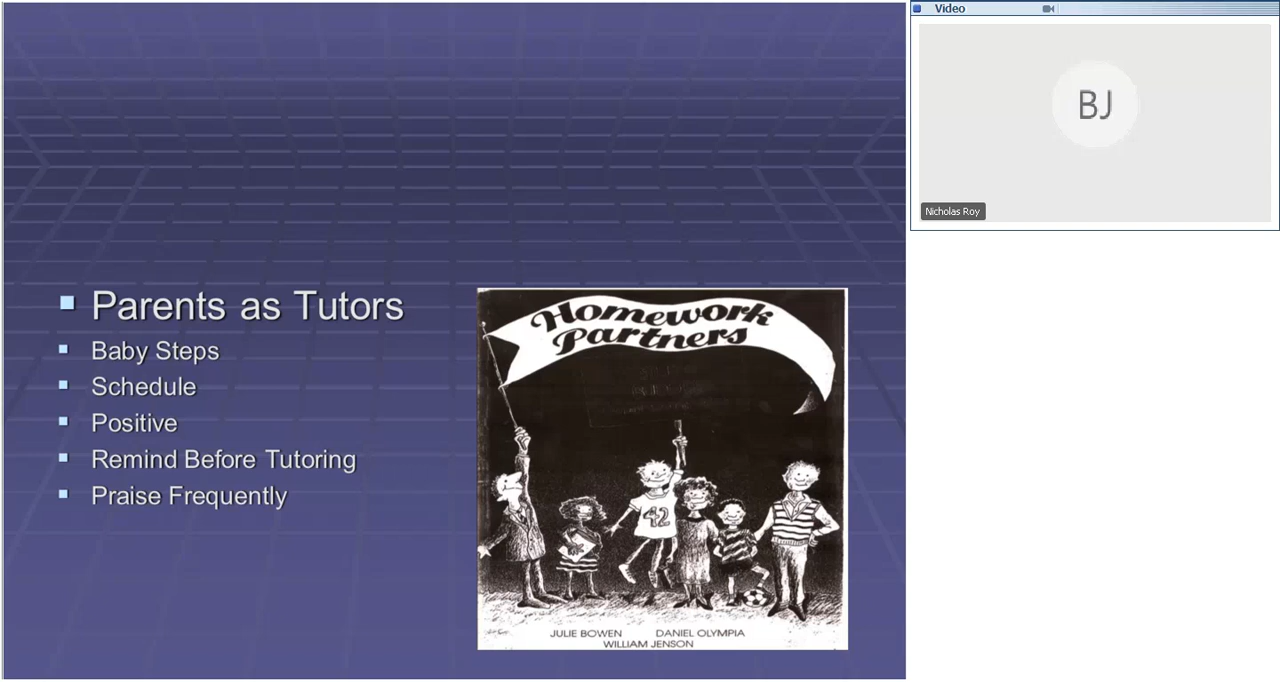 Video
BJ
Nicholas Roy
Parents as Tutors
Baby Steps
Schedule
Positive
Remind Before Tutoring
Praise Frequently
Homework
Partners
42
JULIE BOWEN DANIEL OLYMPIA
WILLIAM JENSON